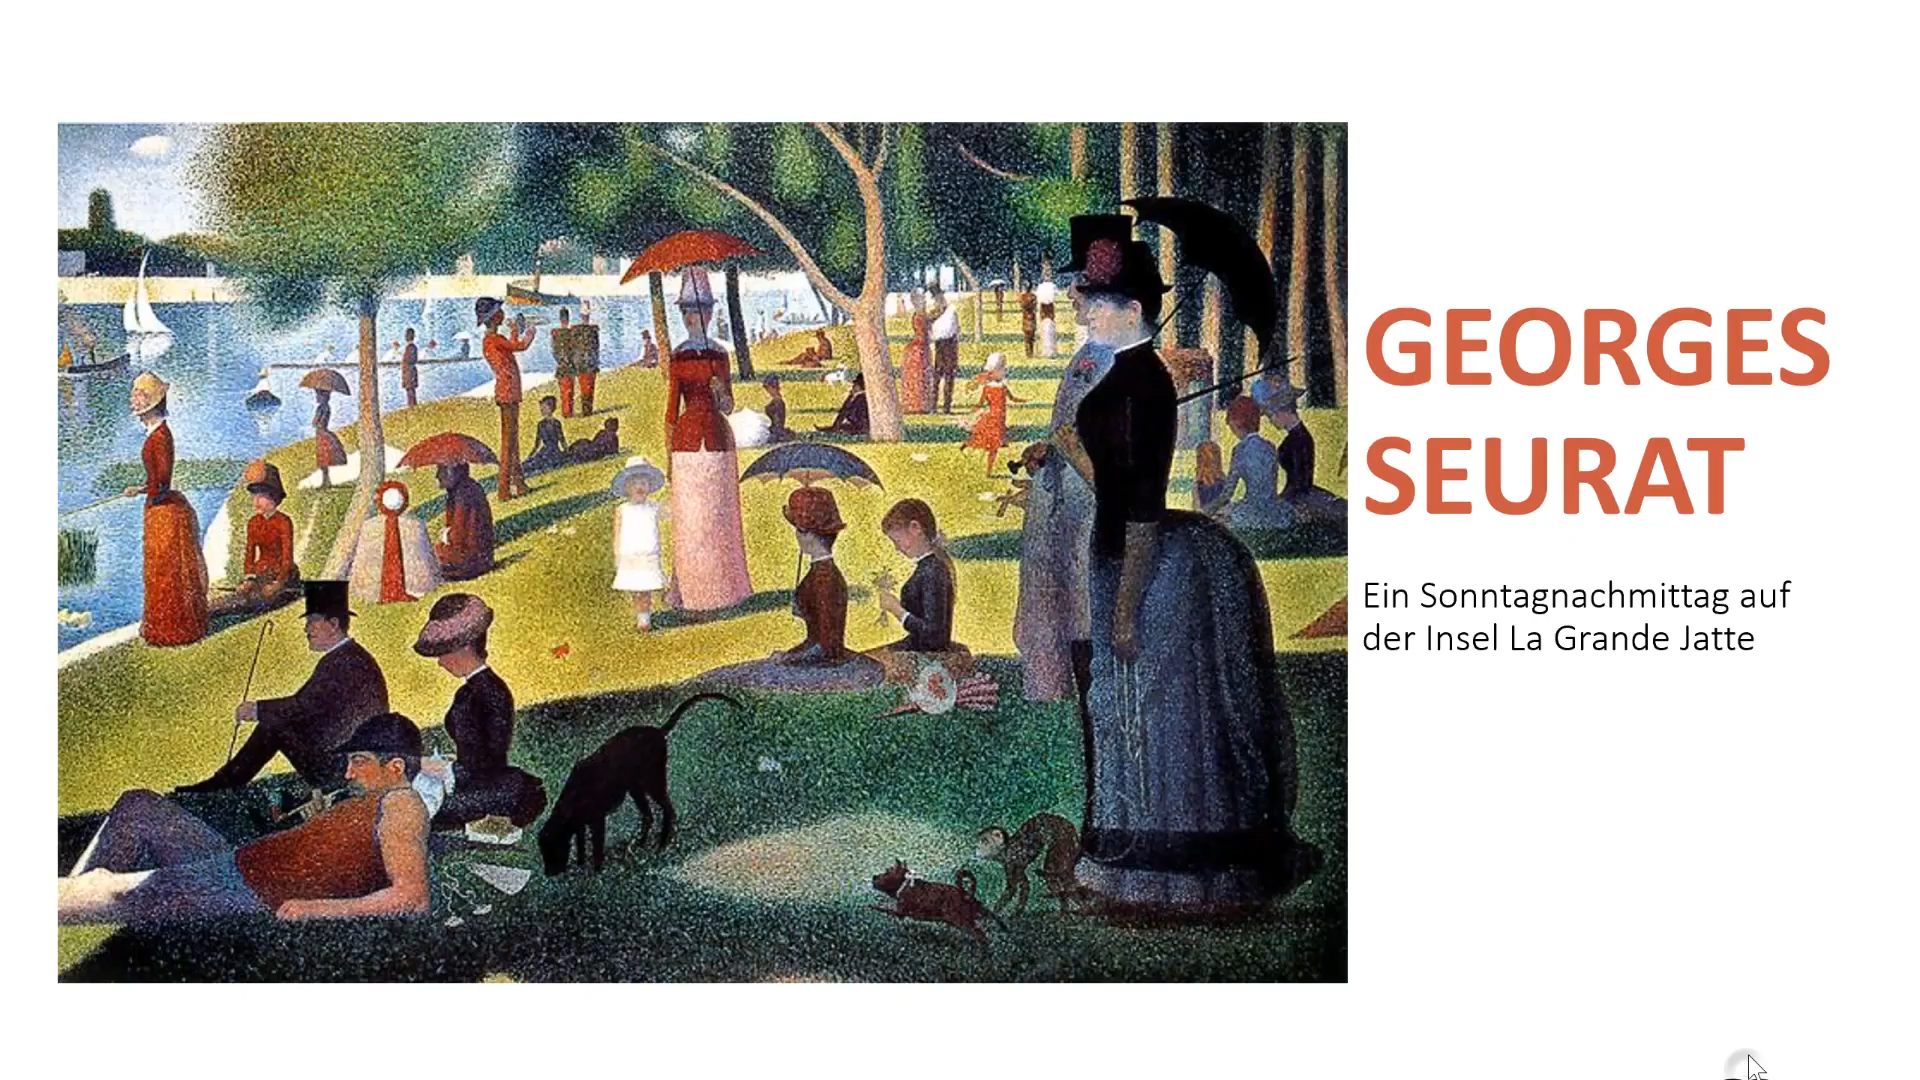 GEORGES
SEURAT
Ein Sonntagnachmittag auf
der Insel La Grande Jatte